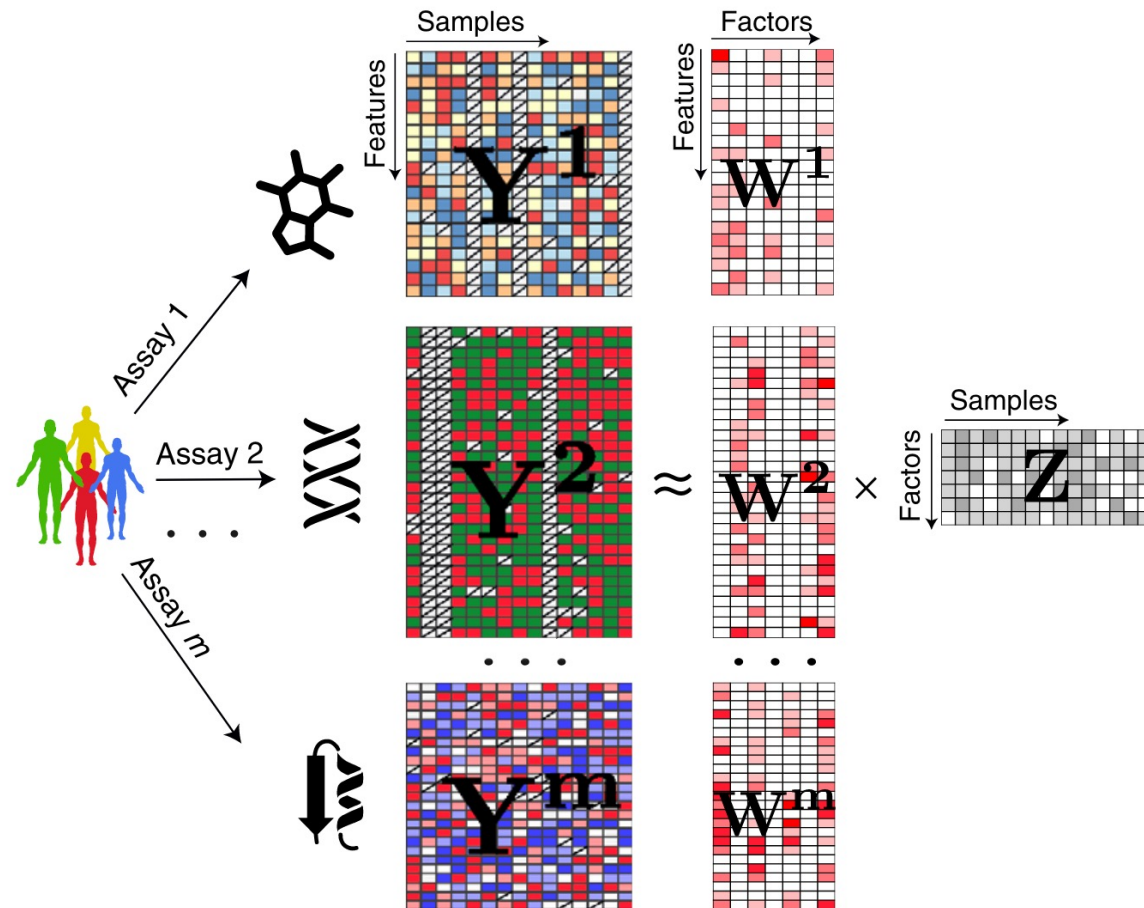 Samples
Factors
Features
Features
Y¹
W¹
Assay 1
Assay 2
. . .
Assay m
Y²
≈
W²
×
Samples
Factors
Z
. . .
. . .
Yᵐ
Wᵐ